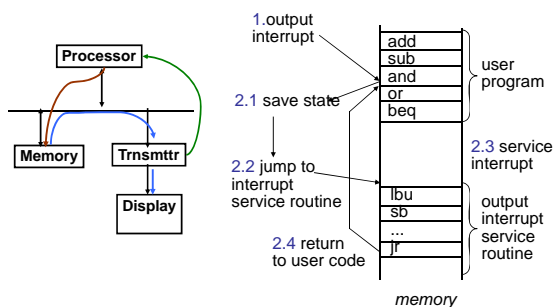 Processor
Memory
Trnsmttr
Display
1.output
interrupt
2.1 save state
2.2 jump to
interrupt
service routine
2.4 return
to user code
add
sub
and
or
beq
lbu
sb
...
jr
memory
user
program
2.3 service
interrupt
output
interrupt
service
routine